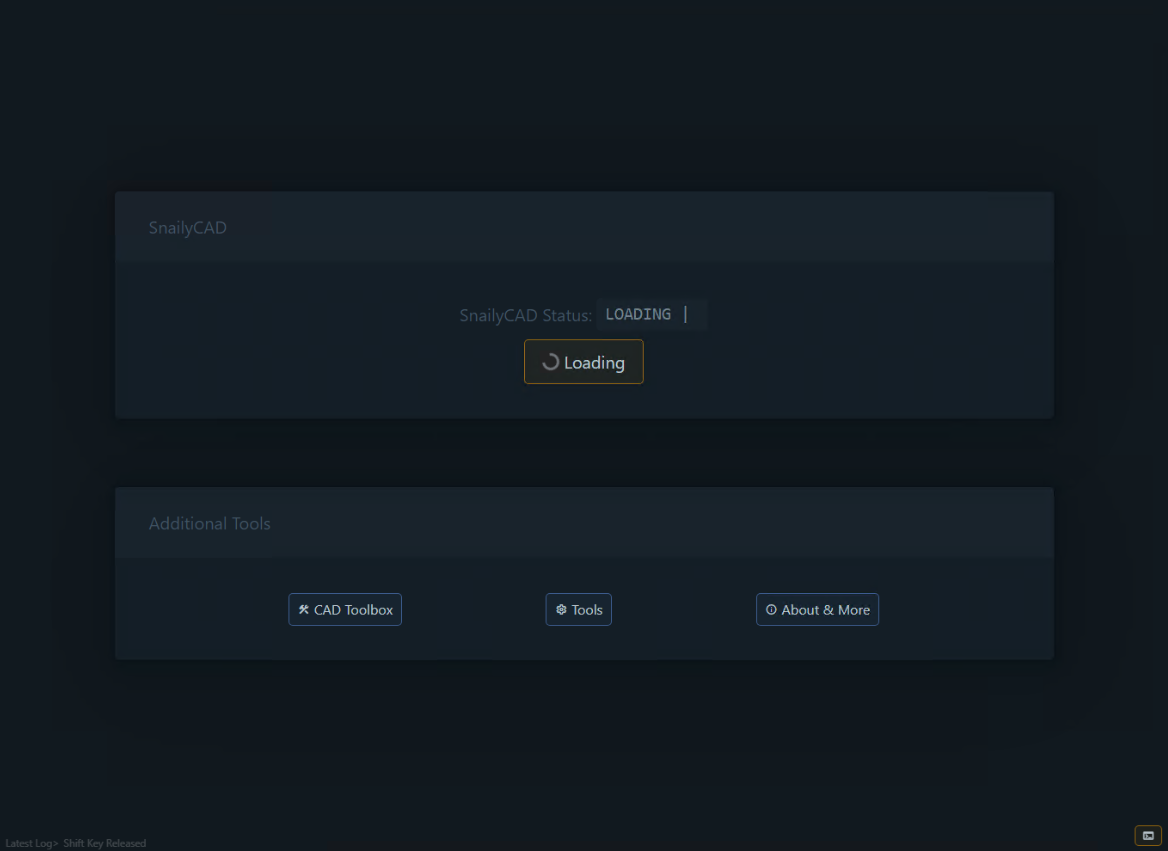 SnailyCAD
SnailyCAD Status: LOADING |
Loading
Additional Tools
CAD Toolbox
Tools
About & More
Latest Log> Shift Key Released